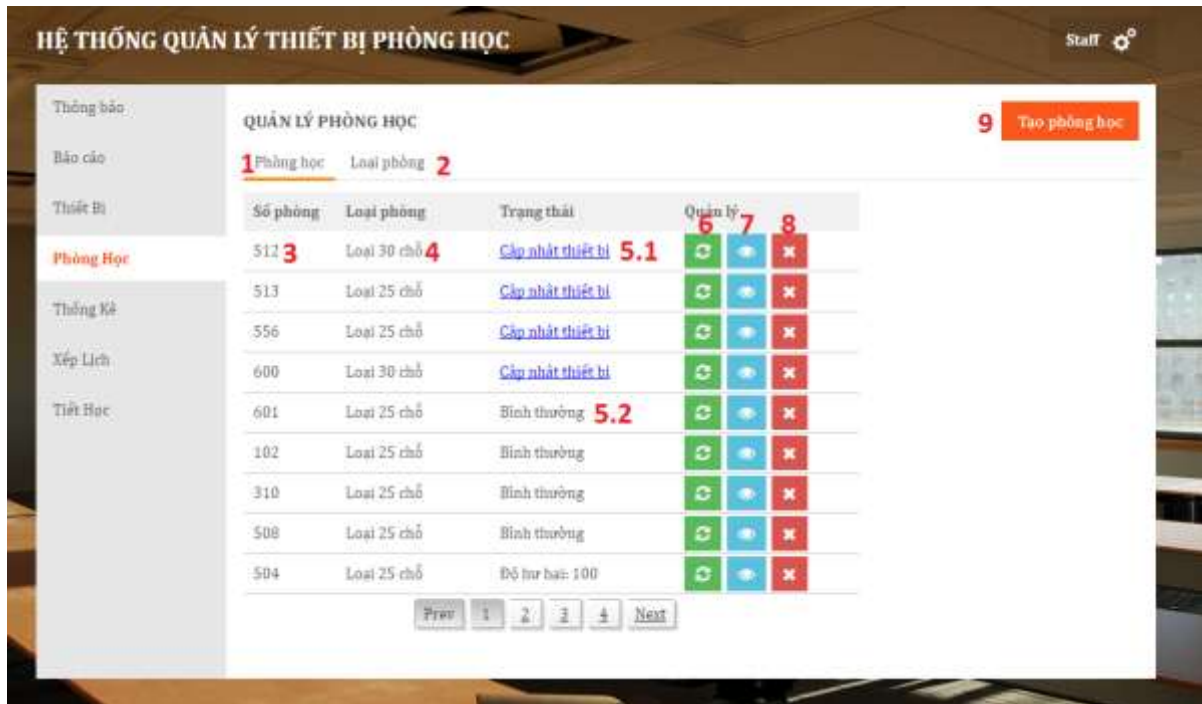 HỆ THỐNG QUẢN LÝ THIẾT BỊ PHÒNG HỌC
Staff
Thông báo
Báo cáo
Thiết Bị
Phòng Học
Thống Kê
Xếp Lịch
Tiết Học
QUẢN LÝ PHÒNG HỌC
9 Tạo phòng học
1 Phòng học Loại phòng 2
Số phòng Loại phòng Trạng thái Quản lý
6 7 8
512 3 Loại 30 chỗ 4 Cập nhật thiết bị 5.1
513 Loại 25 chỗ Cập nhật thiết bị
556 Loại 25 chỗ Cập nhật thiết bị
600 Loại 30 chỗ Cập nhật thiết bị
601 Loại 25 chỗ Bình thường 5.2
102 Loại 25 chỗ Bình thường
310 Loại 25 chỗ Bình thường
508 Loại 25 chỗ Bình thường
504 Loại 25 chỗ Độ hư hại: 100
Prev 1 2 3 4 Next